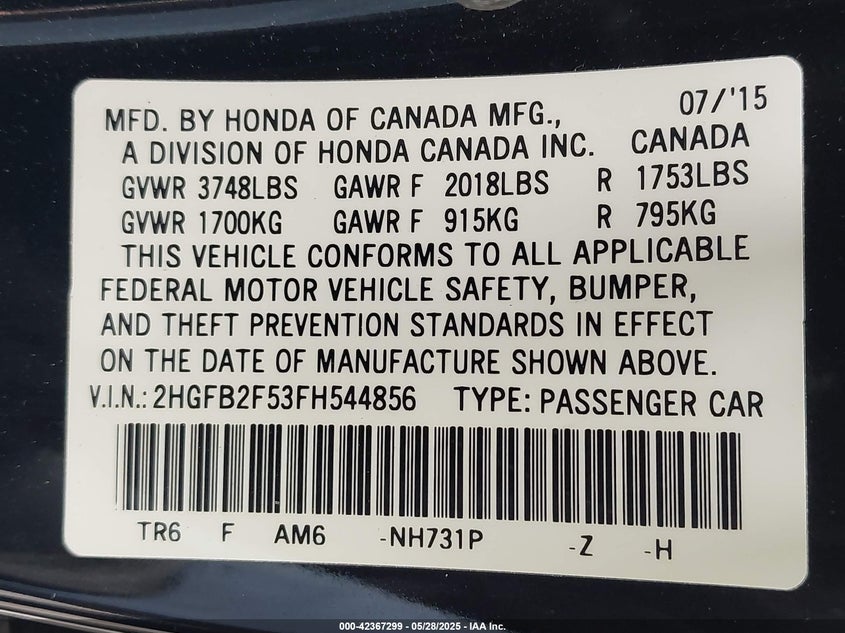 MFD. BY HONDA OF CANADA MFG., 07/'15
A DIVISION OF HONDA CANADA INC. CANADA
GVWR 3748LBS GAWR F 2018LBS R 1753LBS
GVWR 1700KG GAWR F 915KG R 795KG
THIS VEHICLE CONFORMS TO ALL APPLICABLE
FEDERAL MOTOR VEHICLE SAFETY, BUMPER,
AND THEFT PREVENTION STANDARDS IN EFFECT
ON THE DATE OF MANUFACTURE SHOWN ABOVE.
V.I.N.: 2HGFB2F53FH544856 TYPE: PASSENGER CAR
TR6 F AM6 -NH731P -Z -H
000-42367299 - 05/28/2025 - IAA Inc.